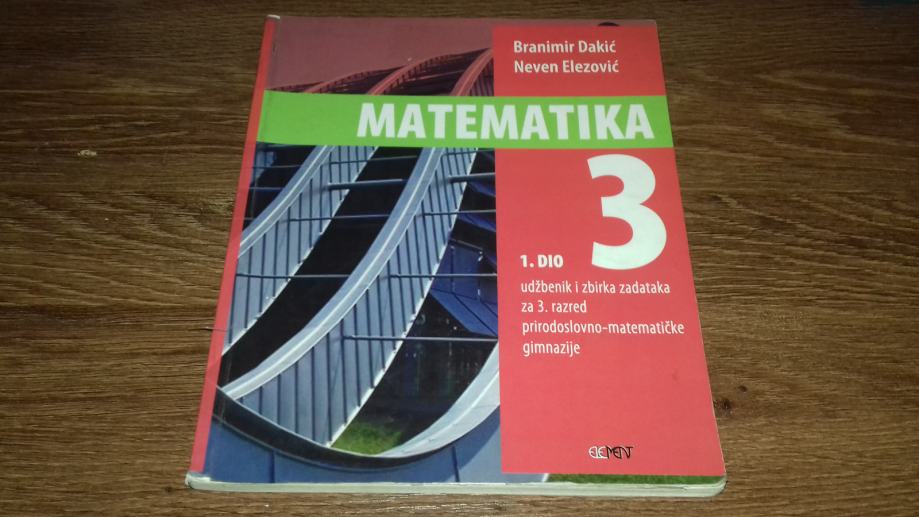 Branimir Dakić
Neven Elezović
MATEMATIKA
3
1. DIO
udžbenik i zbirka zadataka
za 3. razred
prirodoslovno-matematičke
gimnazije
ELEMENT